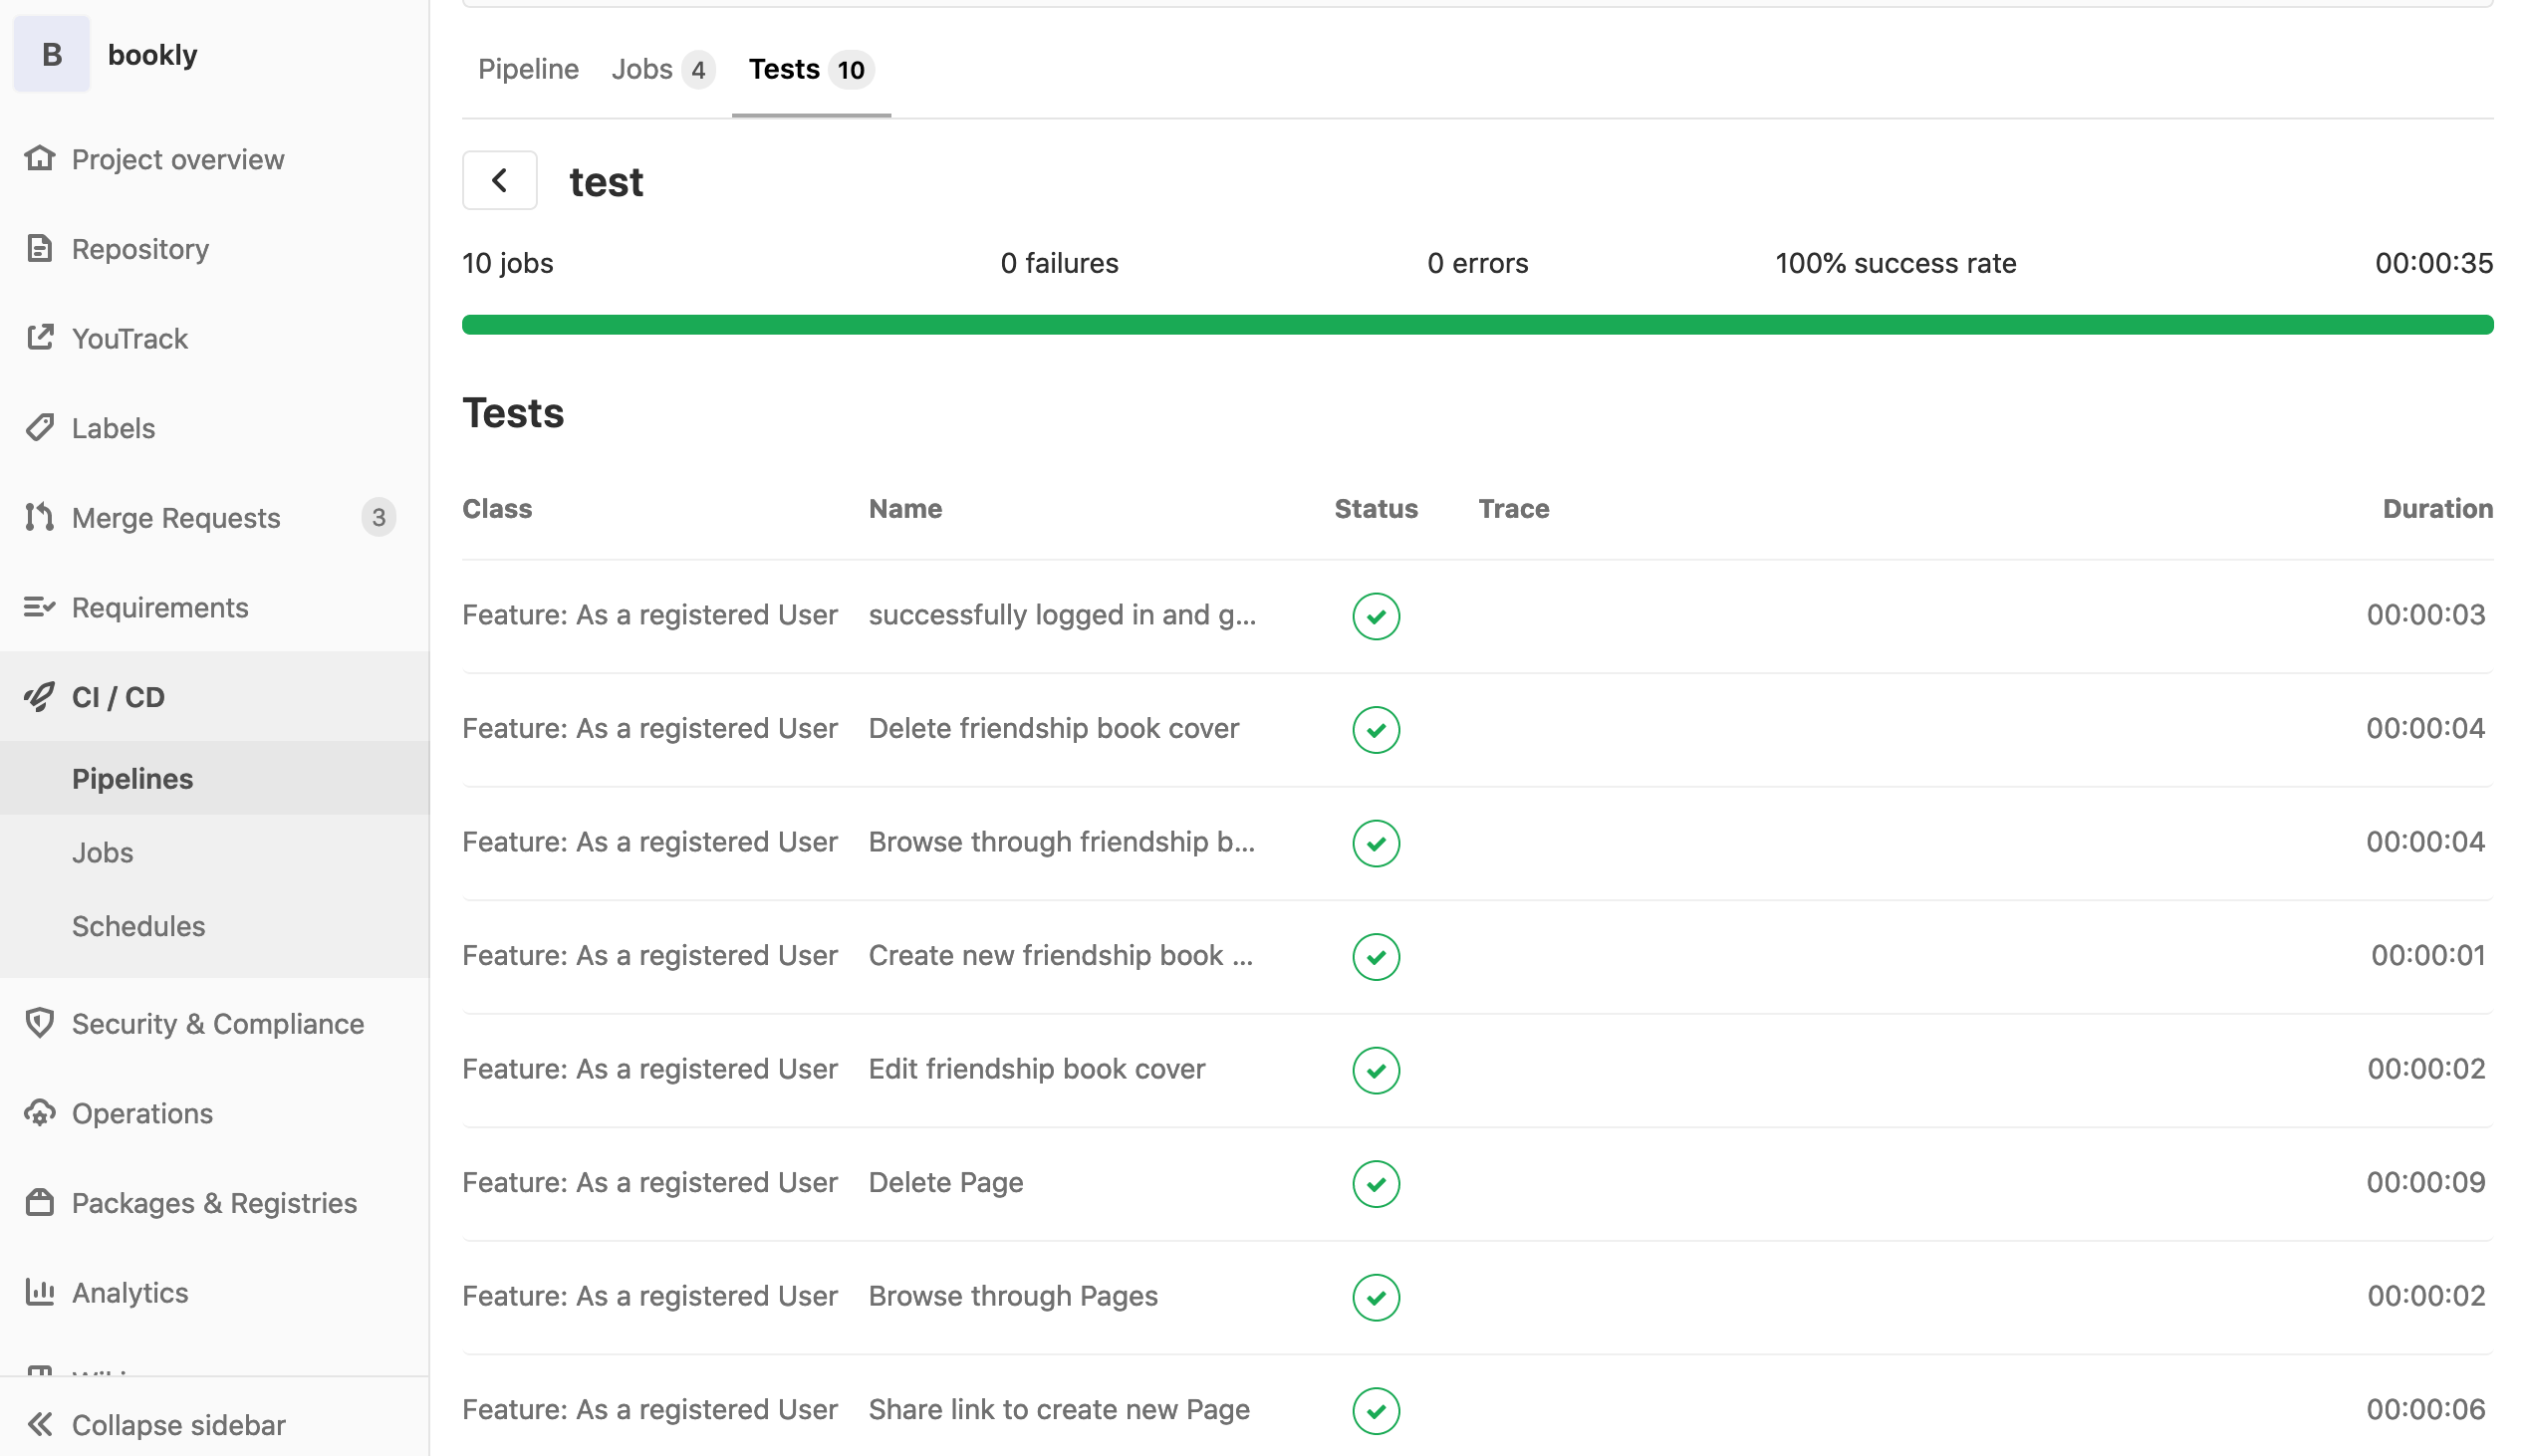 B bookly
Project overview
Repository
YouTrack
Labels
Merge Requests 3
Requirements
CI / CD
Pipelines
Jobs
Schedules
Security & Compliance
Operations
Packages & Registries
Analytics
Collapse sidebar
Pipeline Jobs 4 Tests 10
test
10 jobs 0 failures 0 errors 100% success rate 00:00:35
Tests
Class Name Status Trace Duration
Feature: As a registered User successfully logged in and g... 00:00:03
Feature: As a registered User Delete friendship book cover 00:00:04
Feature: As a registered User Browse through friendship b... 00:00:04
Feature: As a registered User Create new friendship book ... 00:00:01
Feature: As a registered User Edit friendship book cover 00:00:02
Feature: As a registered User Delete Page 00:00:09
Feature: As a registered User Browse through Pages 00:00:02
Feature: As a registered User Share link to create new Page 00:00:06